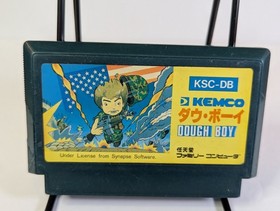 KSC-DB
KEMCO
ダウ・ボーイ
DOUGH BOY
Under License from Synapse Software.
任天堂
ファミリーコンピュータ